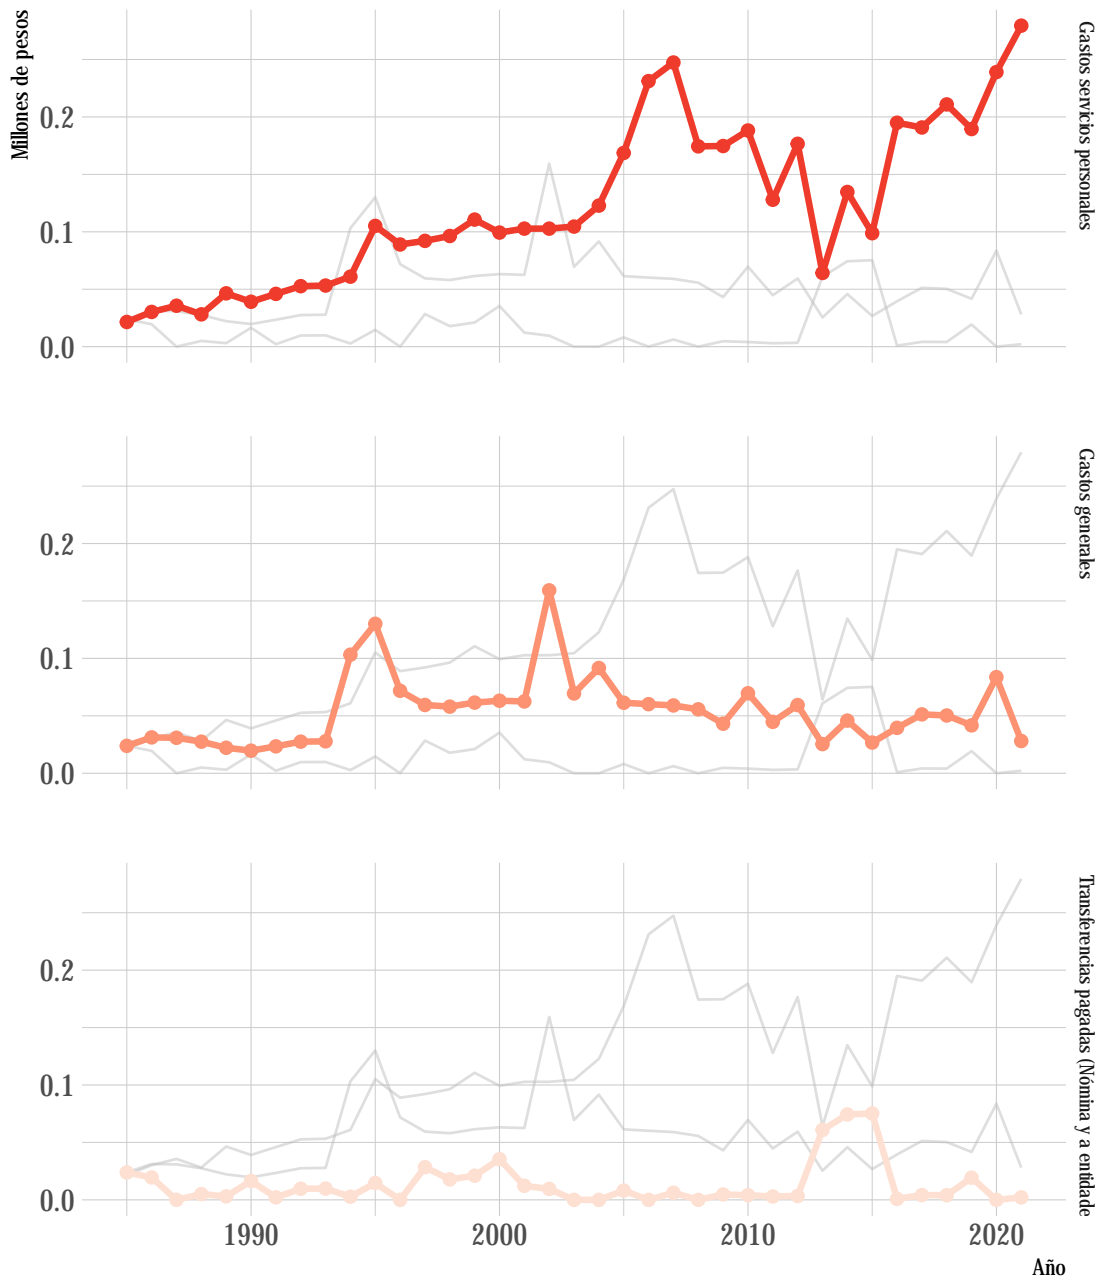 Millones de pesos
Gastos servicios personales
0.2
0.1
0.0
Gastos generales
0.2
0.1
0.0
Transferencias pagadas (Nómina y a entidade
0.2
0.1
0.0
1990 2000 2010 2020
Año